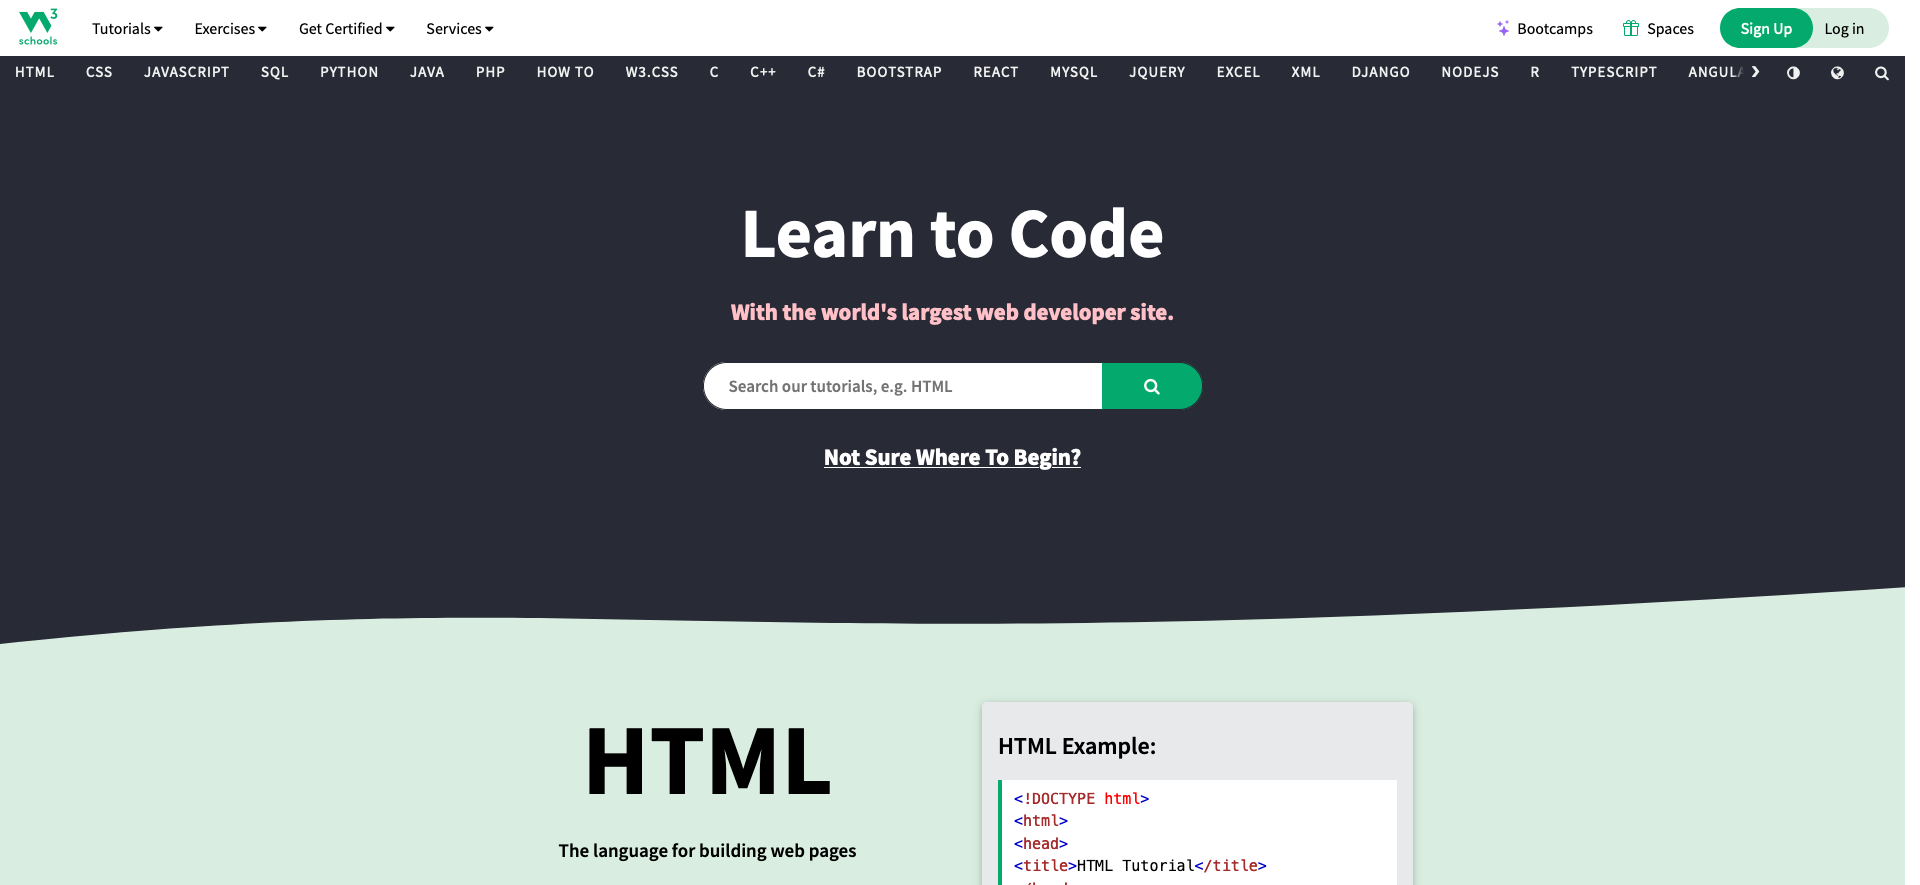 W3 schools
Tutorials Exercises Get Certified Services Bootcamps Spaces Sign Up Log in
HTML CSS JAVASCRIPT SQL PYTHON JAVA PHP HOW TO W3.CSS C C++ C# BOOTSTRAP REACT MYSQL JQUERY EXCEL XML DJANGO NODEJS R TYPESCRIPT
Learn to Code
With the world's largest web developer site.
Search our tutorials, e.g. HTML
Not Sure Where To Begin?
HTML
The language for building web pages
HTML Example:
<!DOCTYPE html>
<html>
<head>
<title>HTML Tutorial</title>